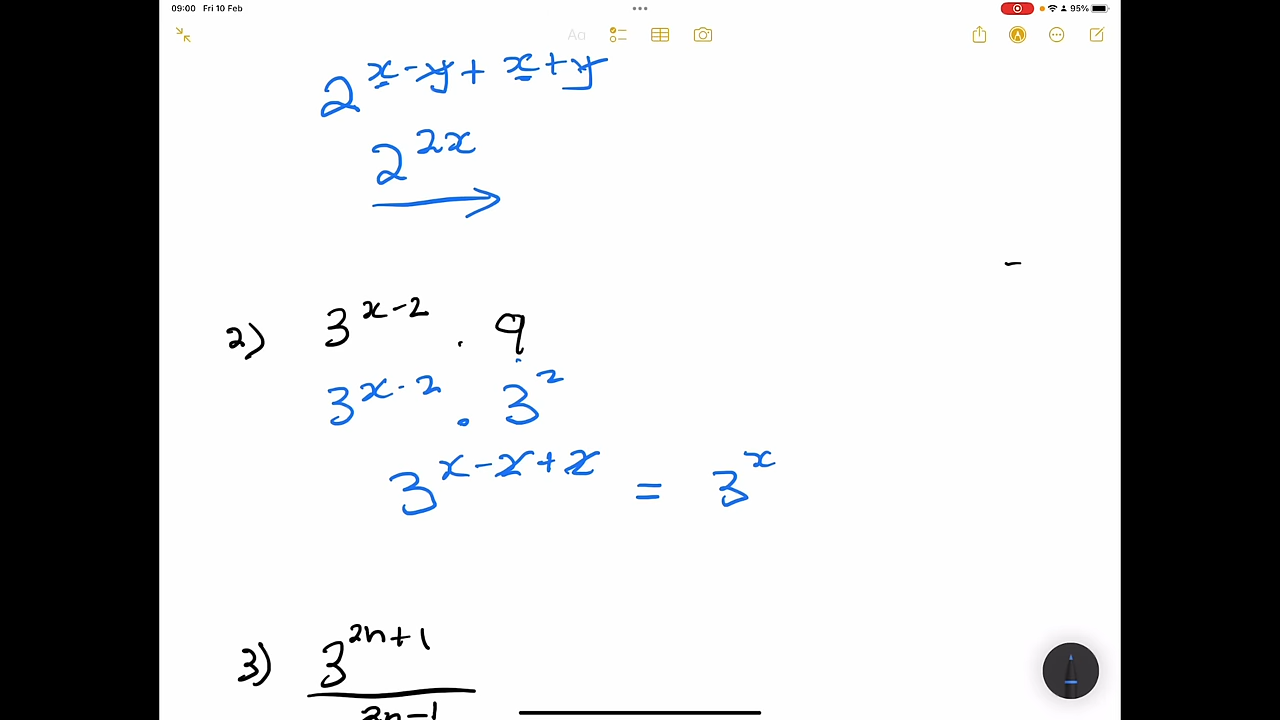 09:00 Fri 10 Feb 95%
Aa
2^{x-y+x+y}
2^{2x}
2) 3^{x-2} . 9
3^{x-2} . 3^2
3^{x-2+2} = 3^x
3) 3^{2n+1}